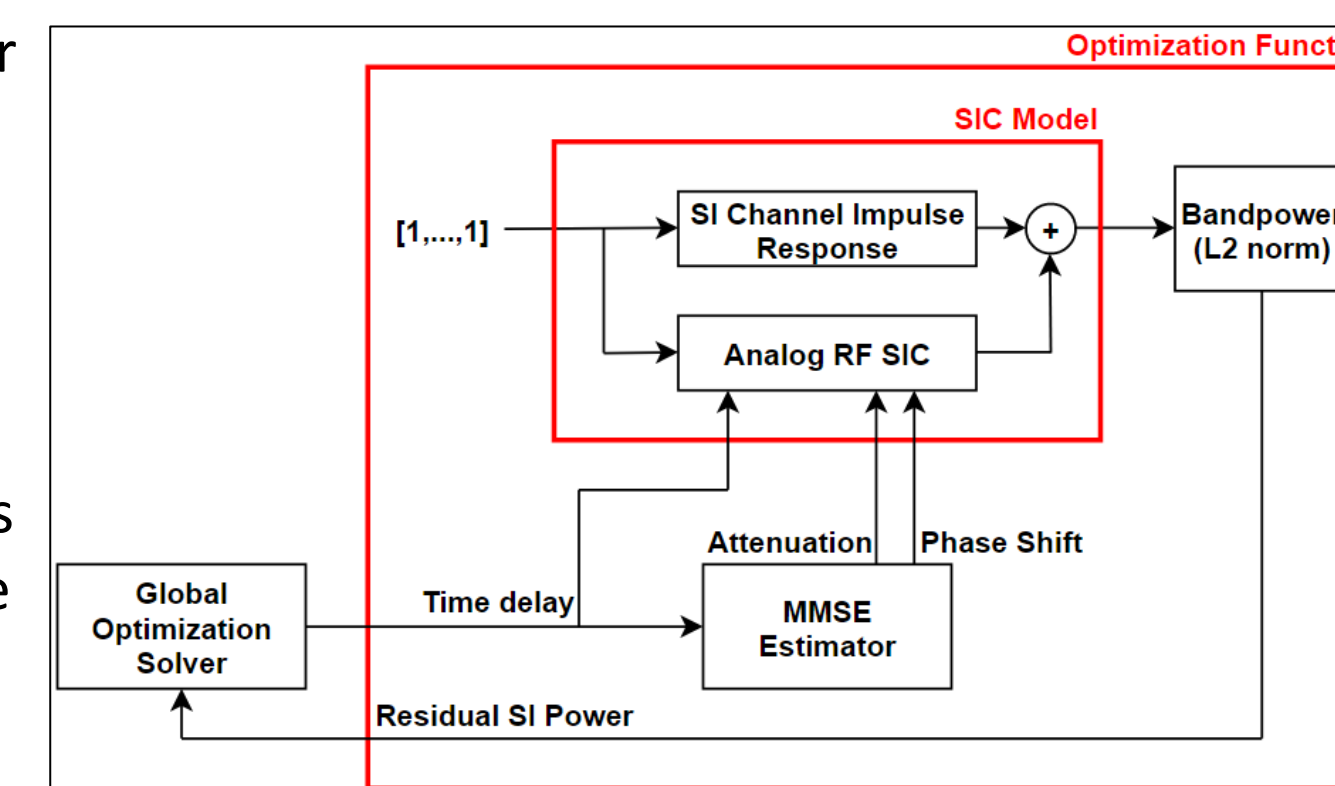 r
Optimization Funct
SIC Model
[1,...,1]
SI Channel Impulse
Response
+
Bandpower
(L2 norm)
Analog RF SIC
s
e
Attenuation
Phase Shift
Global
Optimization
Solver
Time delay
MMSE
Estimator
Residual SI Power